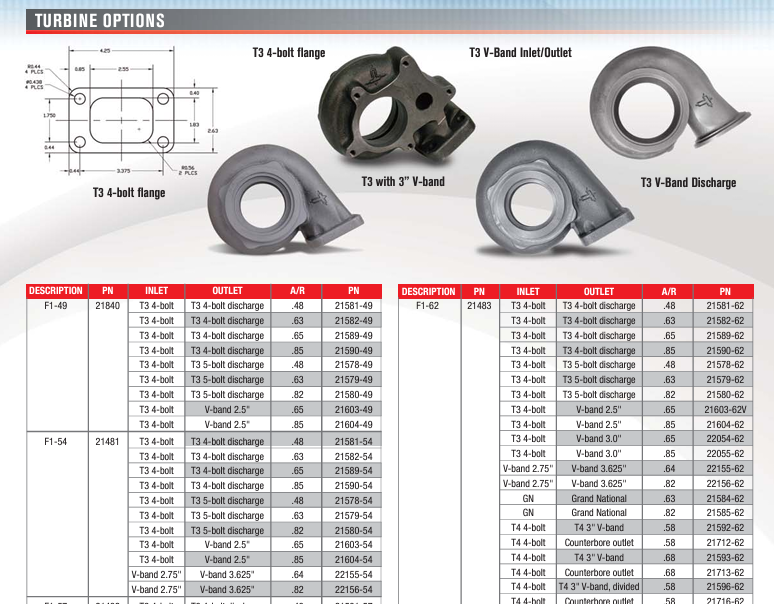 TURBINE OPTIONS
T3 4-bolt flange
T3 V-Band Inlet/Outlet
4.25
R0.44
4 PLCS
0.85
2.55
Ø0.438
4 PLCS
0.40
1.750
1.83
2.63
0.44
R0.56
2 PLCS
0.44
3.375
T3 4-bolt flange
T3 with 3” V-band
T3 V-Band Discharge
DESCRIPTION PN INLET OUTLET A/R PN
F1-49 21840 T3 4-bolt T3 4-bolt discharge .48 21581-49
T3 4-bolt T3 4-bolt discharge .63 21582-49
T3 4-bolt T3 4-bolt discharge .65 21589-49
T3 4-bolt T3 4-bolt discharge .85 21590-49
T3 4-bolt T3 5-bolt discharge .48 21578-49
T3 4-bolt T3 5-bolt discharge .63 21579-49
T3 4-bolt T3 5-bolt discharge .82 21580-49
T3 4-bolt V-band 2.5" .65 21603-49
T3 4-bolt V-band 2.5" .85 21604-49
F1-54 21481 T3 4-bolt T3 4-bolt discharge .48 21581-54
T3 4-bolt T3 4-bolt discharge .63 21582-54
T3 4-bolt T3 4-bolt discharge .65 21589-54
T3 4-bolt T3 4-bolt discharge .85 21590-54
T3 4-bolt T3 5-bolt discharge .48 21578-54
T3 4-bolt T3 5-bolt discharge .63 21579-54
T3 4-bolt T3 5-bolt discharge .82 21580-54
T3 4-bolt V-band 2.5" .65 21603-54
T3 4-bolt V-band 2.5" .85 21604-54
V-band 2.75" V-band 3.625" .64 22155-54
V-band 2.75" V-band 3.625" .82 22156-54
DESCRIPTION PN INLET OUTLET A/R PN
F1-62 21483 T3 4-bolt T3 4-bolt discharge .48 21581-62
T3 4-bolt T3 4-bolt discharge .63 21582-62
T3 4-bolt T3 4-bolt discharge .65 21589-62
T3 4-bolt T3 4-bolt discharge .85 21590-62
T3 4-bolt T3 5-bolt discharge .48 21578-62
T3 4-bolt T3 5-bolt discharge .63 21579-62
T3 4-bolt T3 5-bolt discharge .82 21580-62
T3 4-bolt V-band 2.5" .65 21603-62V
T3 4-bolt V-band 2.5" .85 21604-62
T3 4-bolt V-band 3.0" .65 22054-62
T3 4-bolt V-band 3.0" .85 22055-62
V-band 2.75" V-band 3.625" .64 22155-62
V-band 2.75" V-band 3.625" .82 22156-62
GN Grand National .63 21584-62
GN Grand National .82 21585-62
T4 4-bolt T4 3" V-band .58 21592-62
T4 4-bolt Counterbore outlet .58 21712-62
T4 4-bolt T4 3" V-band .68 21593-62
T4 4-bolt Counterbore outlet .68 21713-62
T4 4-bolt T4 3" V-band, divided .58 21596-62
T4 4-bolt Counterbore outlet .58 21716-62